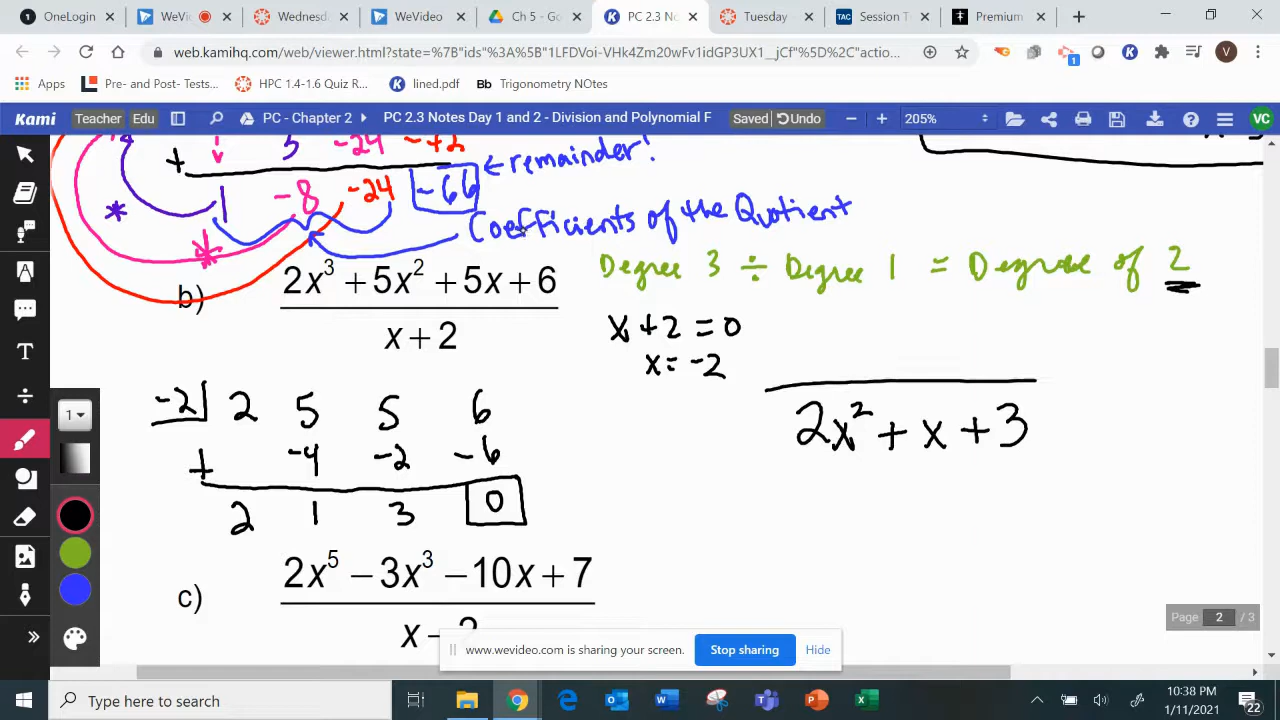 OneLogin
WeVi
Wednesda
WeVideo
Ch 5 - Go
PC 2.3 No
Tuesday
Session T
Premium
web.kamihq.com/web/viewer.html?state=%7B"ids"%3A%5B"1LFDVoi-VHk4Zm20wFv1idGP3UX1__jCf"%5D%2C"actio...
Apps
Pre- and Post- Tests...
HPC 1.4-1.6 Quiz R...
lined.pdf
Bb Trigonometry NOtes
Kami Teacher Edu PC - Chapter 2 PC 2.3 Notes Day 1 and 2 - Division and Polynomial F Saved Undo 205% VC
+ -24
1 -8 -24 -66 ← remainder!
* * Coefficients of the Quotient
b) 2x³ + 5x² + 5x + 6
x + 2
Degree 3 ÷ Degree 1 = Degree of 2
x + 2 = 0
x = -2
-2 2 5 5 6
+ -4 -2 -6
2 1 3 0
2x² + x + 3
c) 2x⁵ − 3x³ − 10x + 7
x −
www.wevideo.com is sharing your screen. Stop sharing Hide
Page 2 / 3
Type here to search
10:38 PM
1/11/2021
22